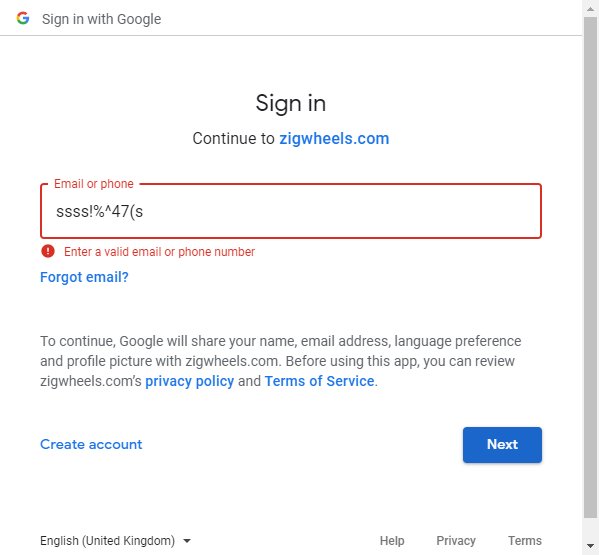 Sign in with Google
Sign in
Continue to zigwheels.com
Email or phone
ssss!%^47(s
Enter a valid email or phone number
Forgot email?
To continue, Google will share your name, email address, language preference
and profile picture with zigwheels.com. Before using this app, you can review
zigwheels.com's privacy policy and Terms of Service.
Create account
Next
English (United Kingdom)
Help
Privacy
Terms